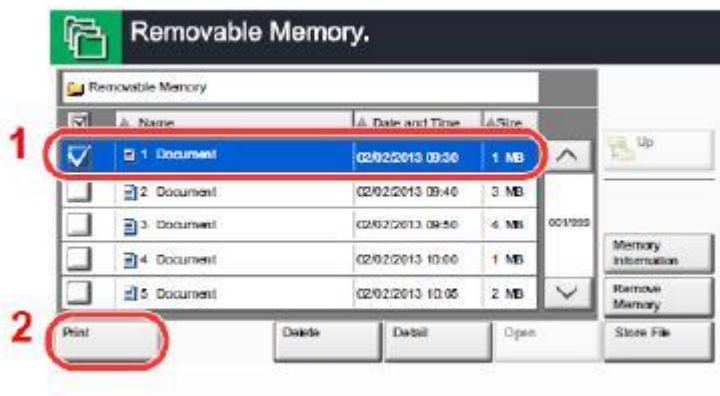 Removable Memory.
Removable Memory
Name Date and Time Size
1
1 Document 02/02/2013 09:30 1 MB
Up
2 Document 02/02/2013 09:40 3 MB
3 Document 02/02/2013 09:50 4 MB 001/999
4 Document 02/02/2013 10:00 1 MB
Memory
Information
5 Document 02/02/2013 10:05 2 MB
Remove
Memory
2
Print Delete Detail Open Store File